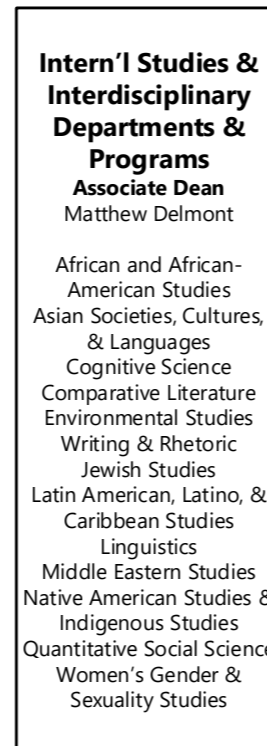 Intern’l Studies &
Interdisciplinary
Departments &
Programs
Associate Dean
Matthew Delmont
African and African-
American Studies
Asian Societies, Cultures,
& Languages
Cognitive Science
Comparative Literature
Environmental Studies
Writing & Rhetoric
Jewish Studies
Latin American, Latino, &
Caribbean Studies
Linguistics
Middle Eastern Studies
Native American Studies &
Indigenous Studies
Quantitative Social Science
Women’s Gender &
Sexuality Studies